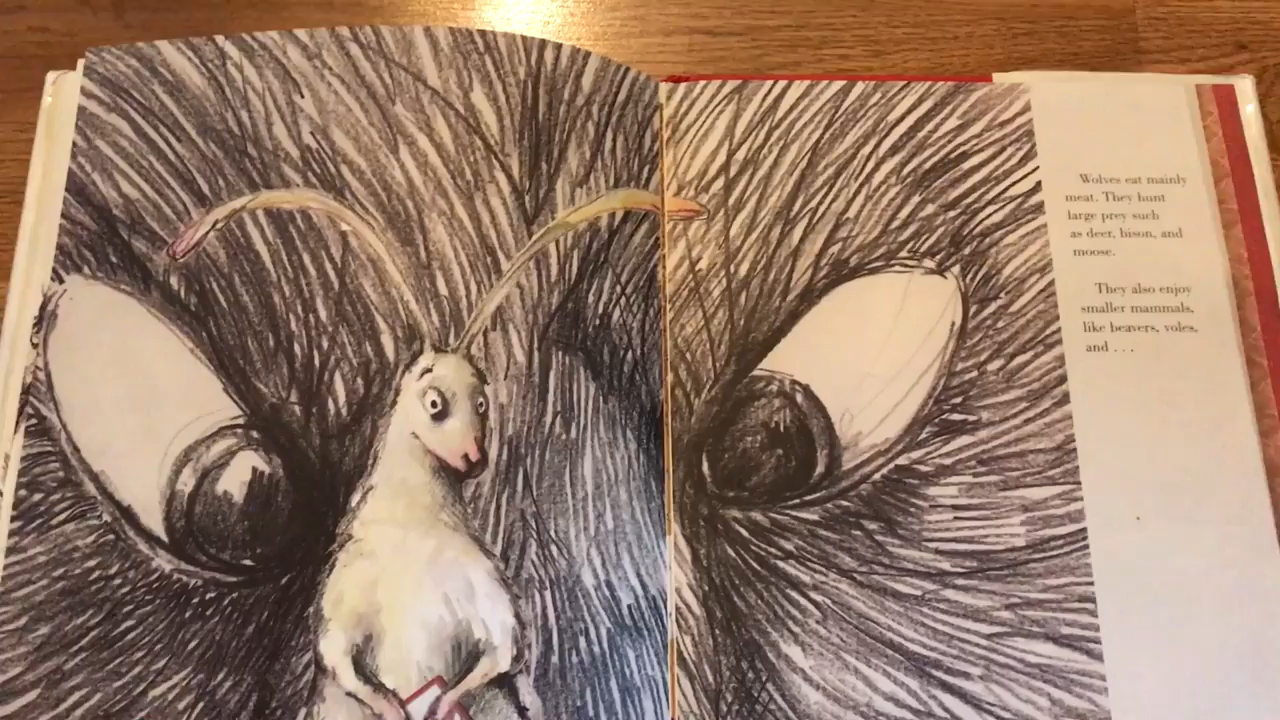 Wolves eat mainly
meat. They hunt
large prey such
as deer, bison, and
moose.
They also enjoy
smaller mammals,
like beavers, voles,
and . . .